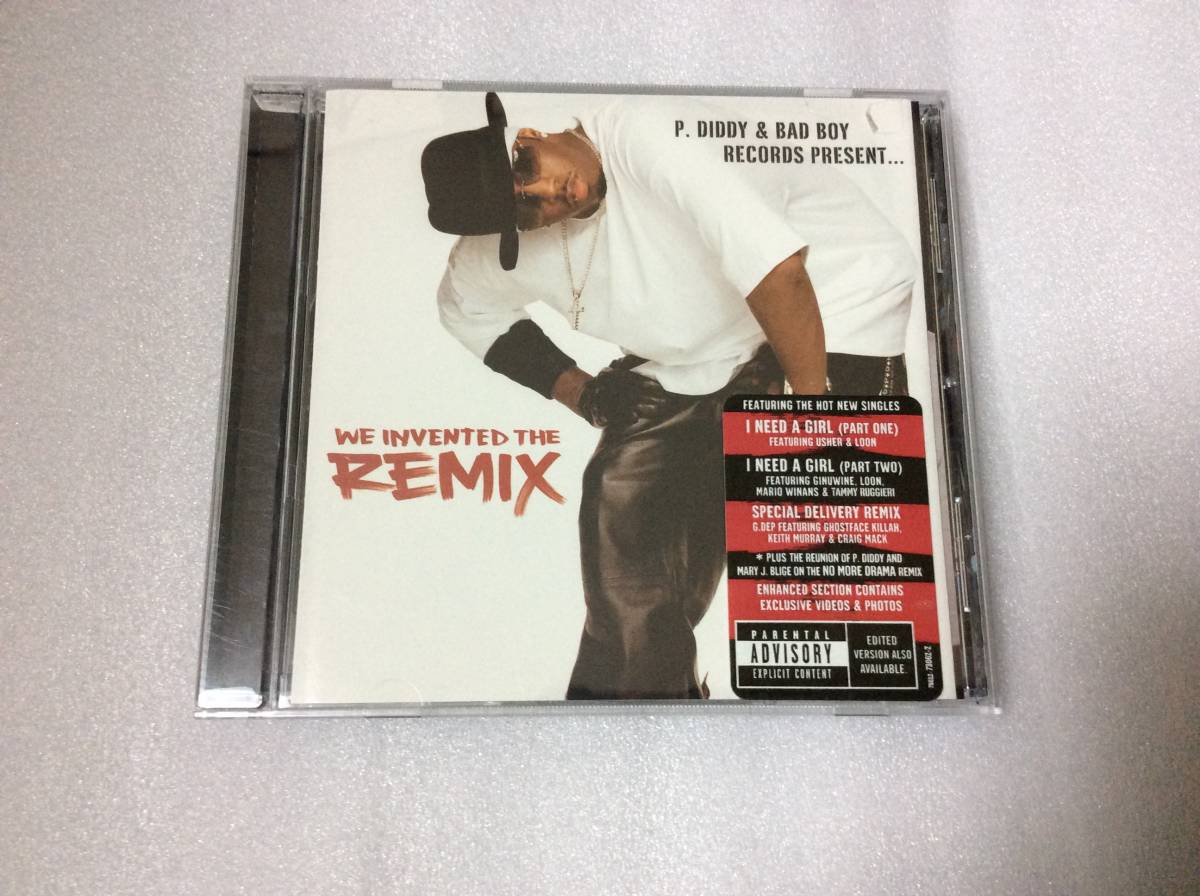 P. DIDDY & BAD BOY
RECORDS PRESENT...
WE INVENTED THE
REMIX
FEATURING THE HOT NEW SINGLES
I NEED A GIRL (PART ONE)
FEATURING USHER & LOON
I NEED A GIRL (PART TWO)
FEATURING GINUWINE, LOON,
MARIO WINANS & TAMMY RUGGIERI
SPECIAL DELIVERY REMIX
G.DEP FEATURING GHOSTFACE KILLAH,
KEITH MURRAY & CRAIG MACK
* PLUS THE REUNION OF P. DIDDY AND
MARY J. BLIGE ON THE NO MORE DRAMA REMIX
ENHANCED SECTION CONTAINS
EXCLUSIVE VIDEOS & PHOTOS
PARENTAL
ADVISORY
EXPLICIT CONTENT
EDITED
VERSION ALSO
AVAILABLE.
73062-2